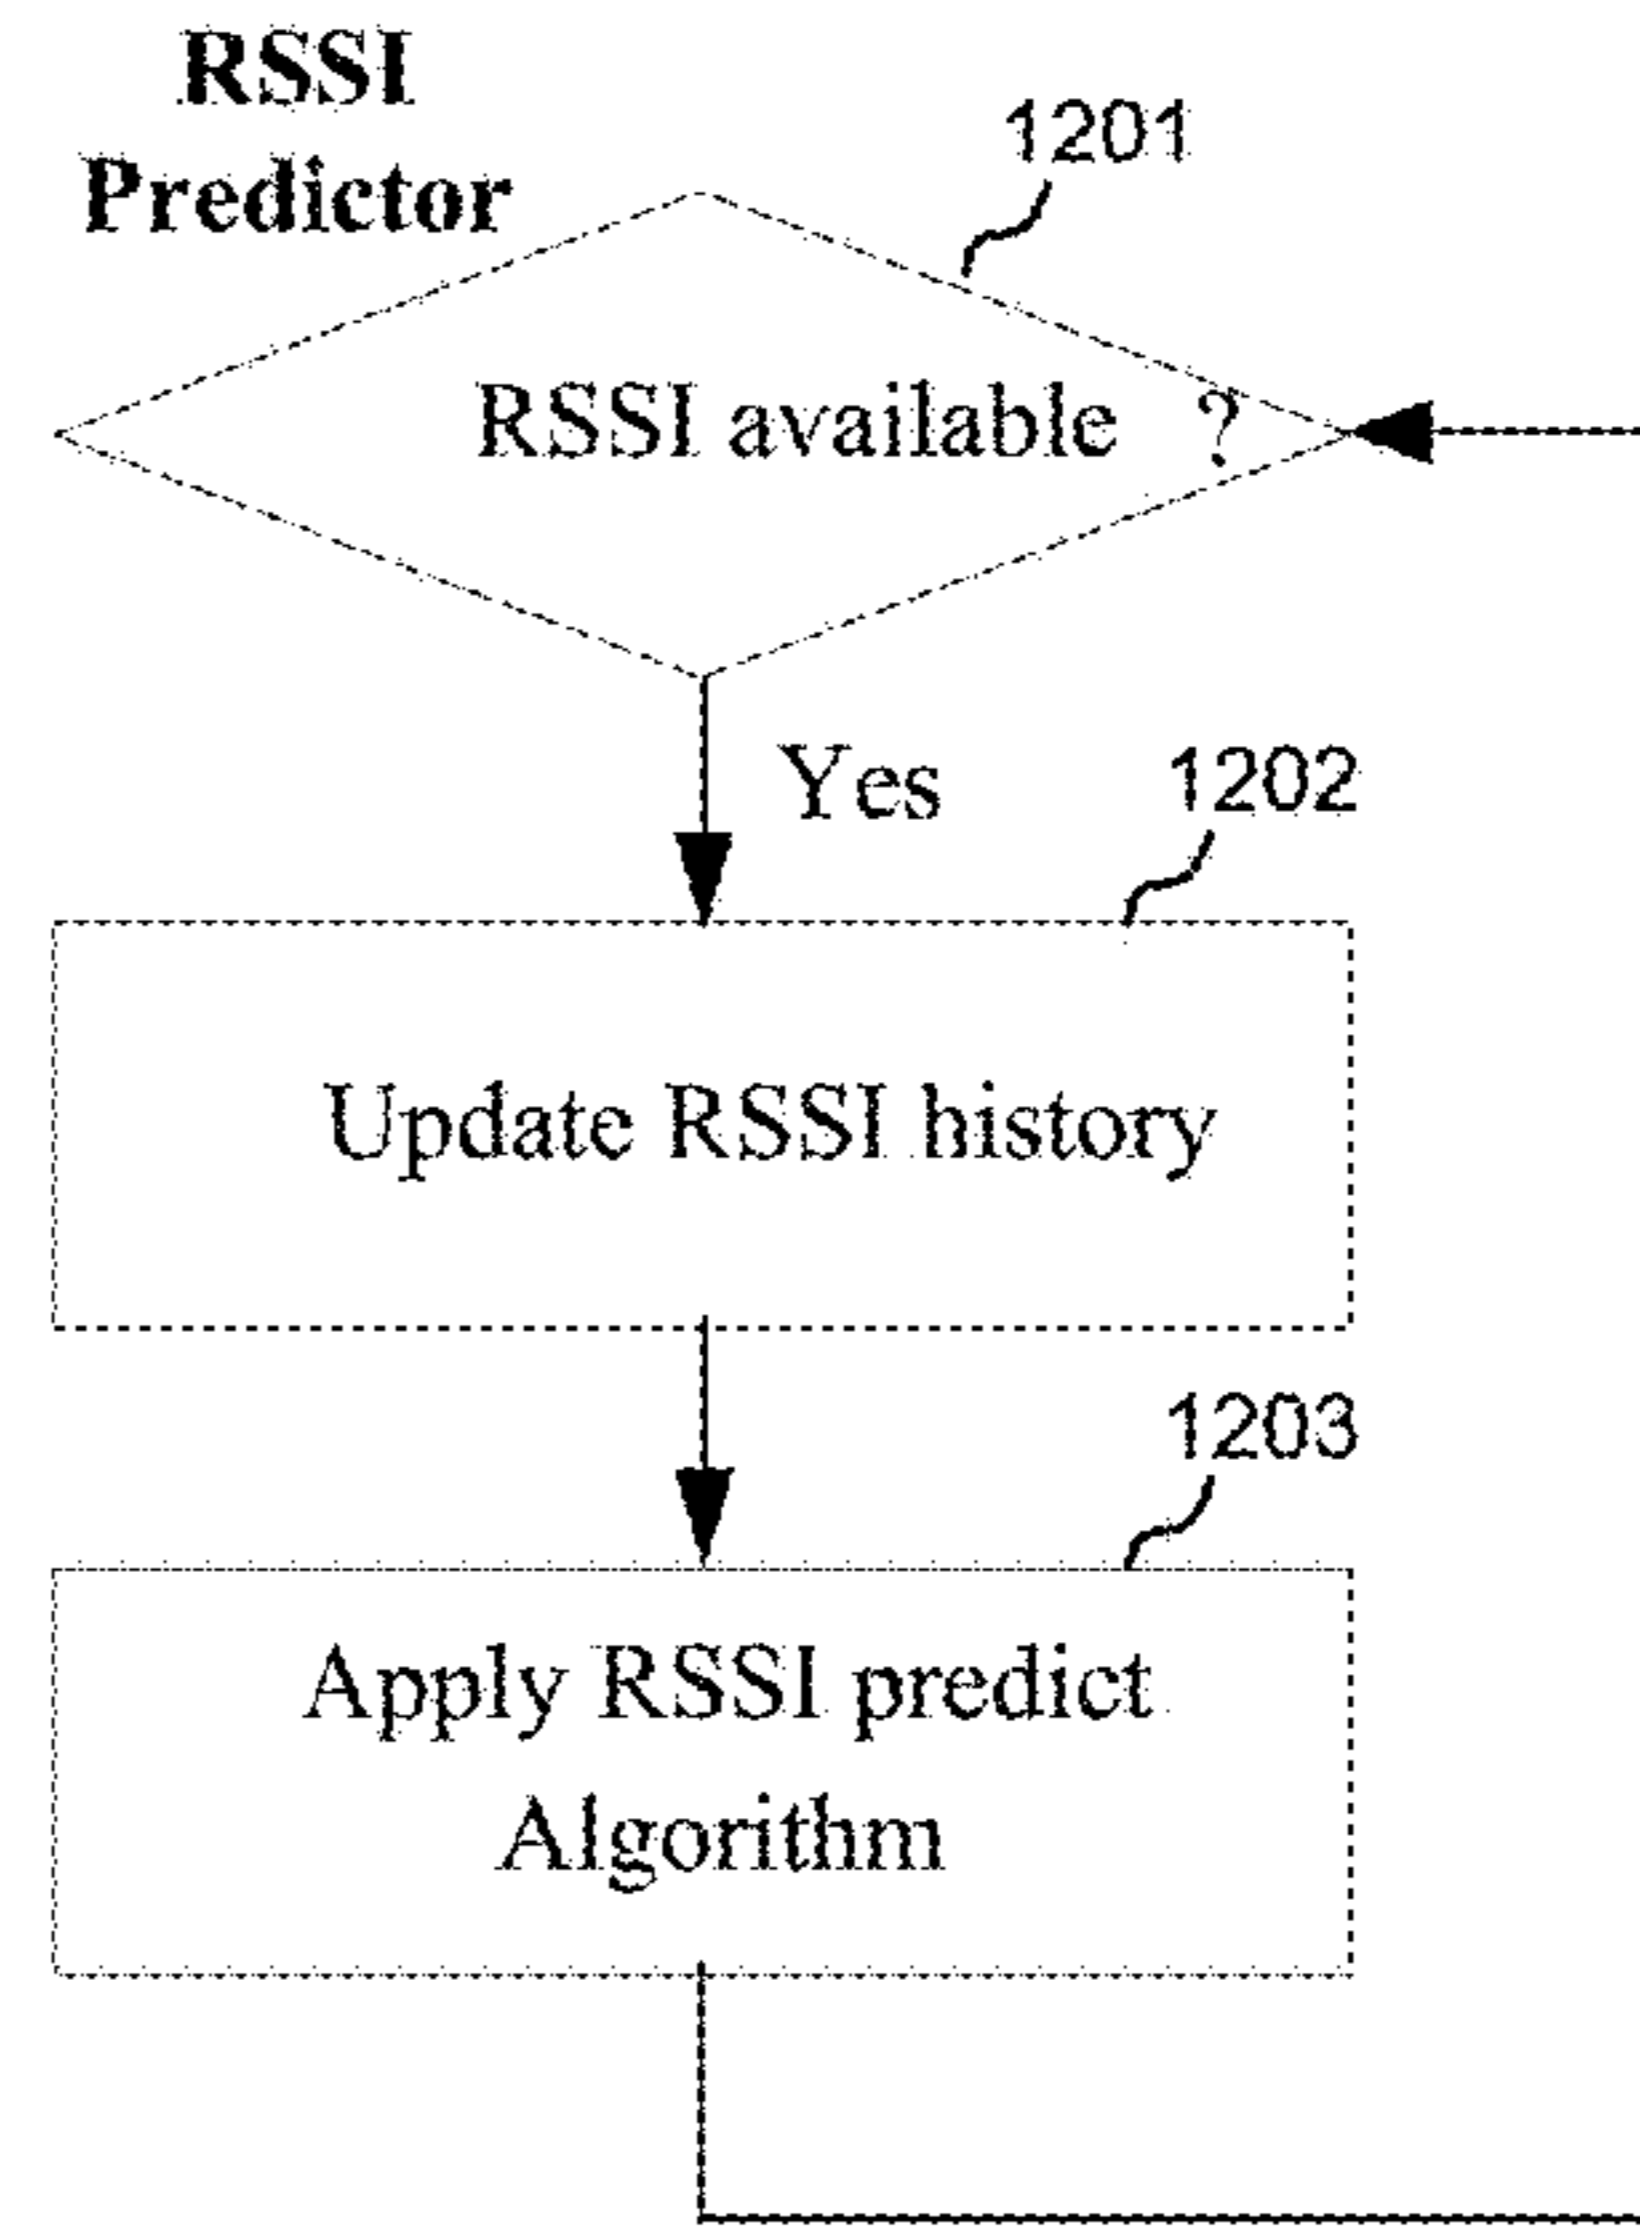 RSSI
Predictor
1201
RSSI available ?
Yes
1202
Update RSSI history
1203
Apply RSSI predict
Algorithm